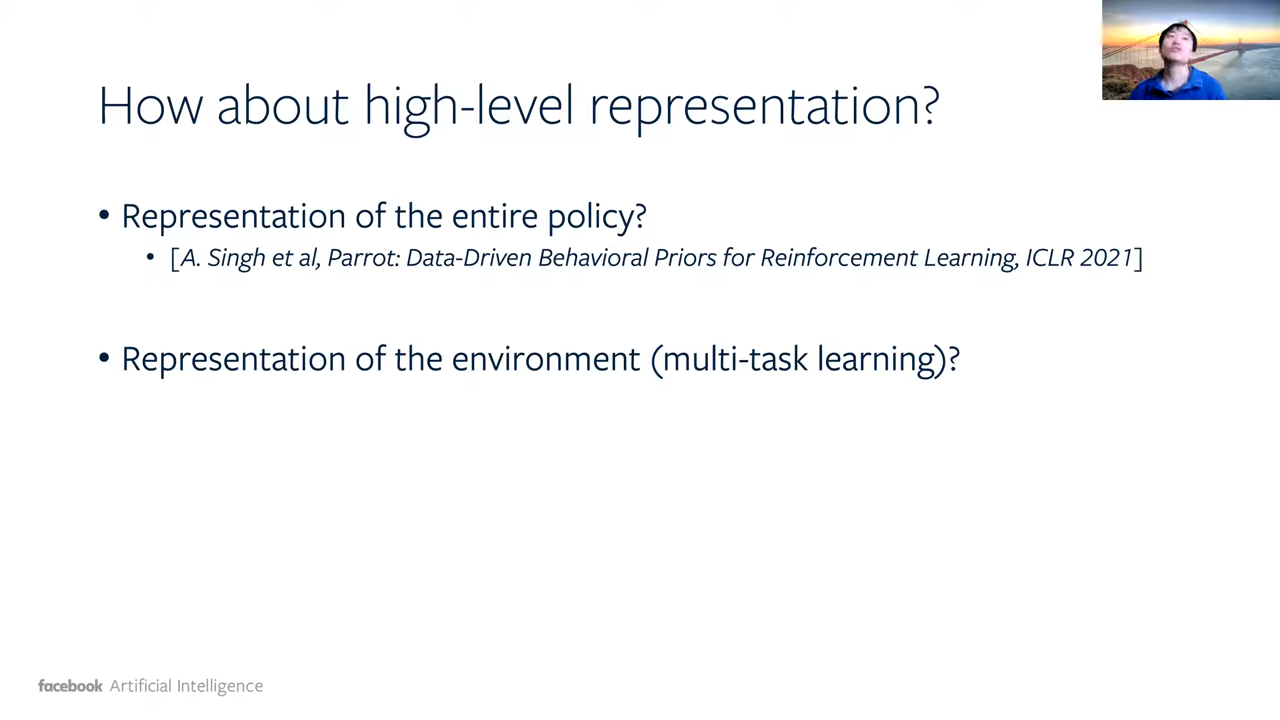 How about high-level representation?
• Representation of the entire policy?
• [A. Singh et al, Parrot: Data-Driven Behavioral Priors for Reinforcement Learning, ICLR 2021]
• Representation of the environment (multi-task learning)?
facebook Artificial Intelligence